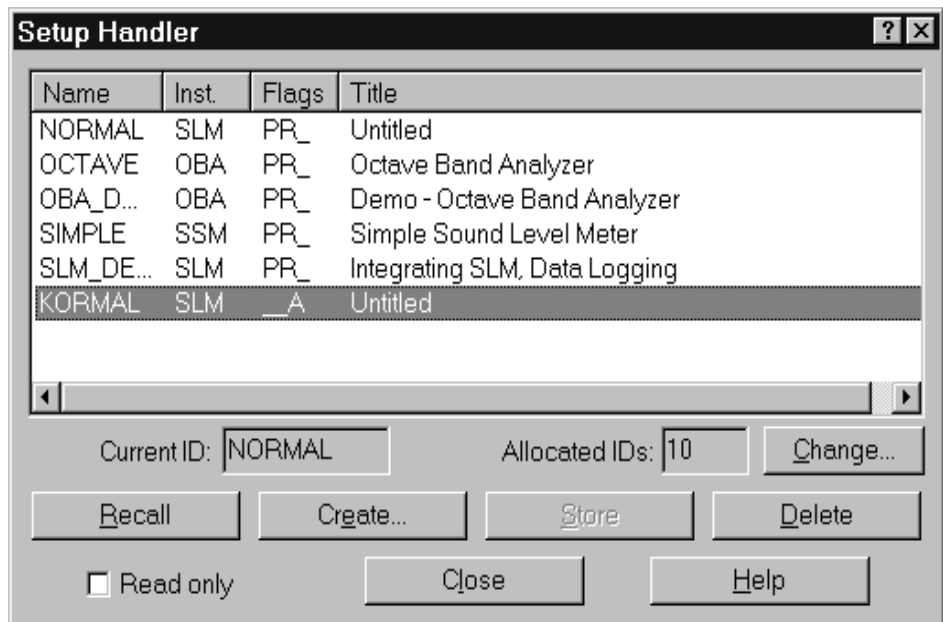 Setup Handler
Name Inst. Flags Title
NORMAL SLM PR_ Untitled
OCTAVE OBA PR_ Octave Band Analyzer
OBA_D... OBA PR_ Demo - Octave Band Analyzer
SIMPLE SSM PR_ Simple Sound Level Meter
SLM_DE... SLM PR_ Integrating SLM, Data Logging
KORMAL SLM __A Untitled
Current ID: NORMAL Allocated IDs: 10 Change...
Recall Create... Store Delete
Read only Close Help